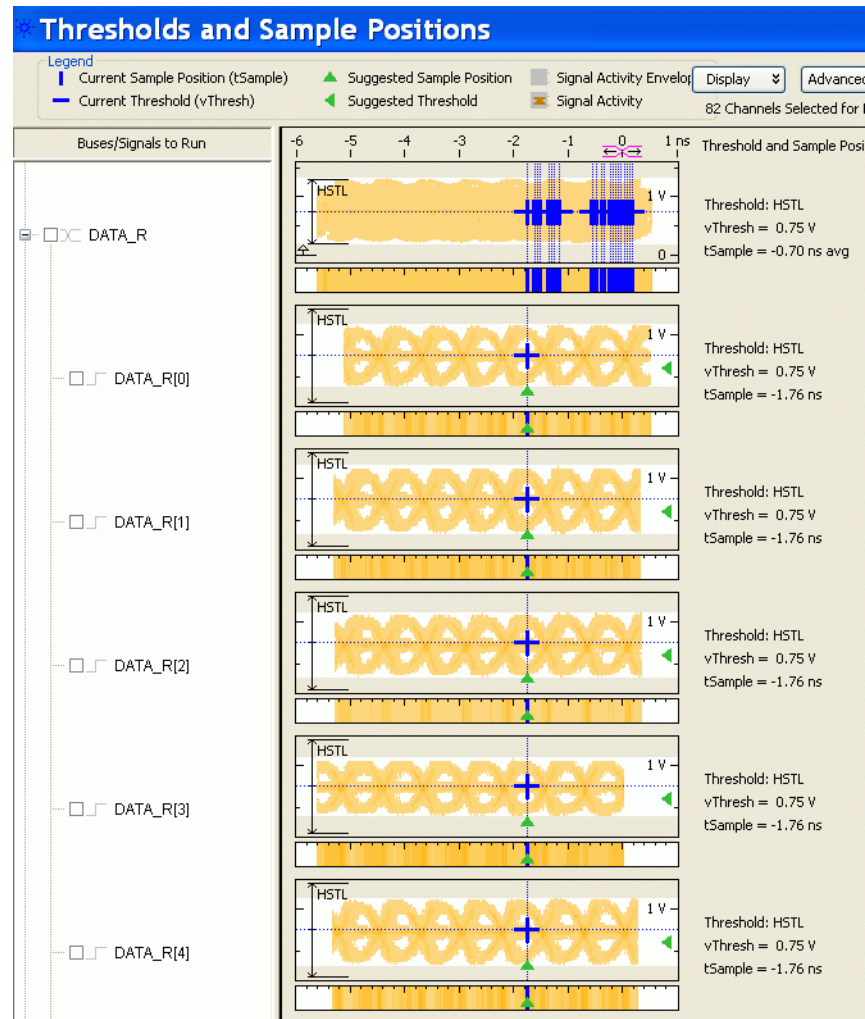 Thresholds and Sample Positions
Legend
Current Sample Position (tSample)
Suggested Sample Position
Signal Activity Envelop
Current Threshold (vThresh)
Suggested Threshold
Signal Activity
Display
Advanced
82 Channels Selected for
Buses/Signals to Run
-6 -5 -4 -3 -2 -1 0 1 ns
Threshold and Sample Posi
DATA_R
HSTL
1 V
0
Threshold: HSTL
vThresh = 0.75 V
tSample = -0.70 ns avg
DATA_R[0]
HSTL
1 V
Threshold: HSTL
vThresh = 0.75 V
tSample = -1.76 ns
DATA_R[1]
HSTL
1 V
Threshold: HSTL
vThresh = 0.75 V
tSample = -1.76 ns
DATA_R[2]
HSTL
1 V
Threshold: HSTL
vThresh = 0.75 V
tSample = -1.76 ns
DATA_R[3]
HSTL
1 V
Threshold: HSTL
vThresh = 0.75 V
tSample = -1.76 ns
DATA_R[4]
HSTL
1 V
Threshold: HSTL
vThresh = 0.75 V
tSample = -1.76 ns